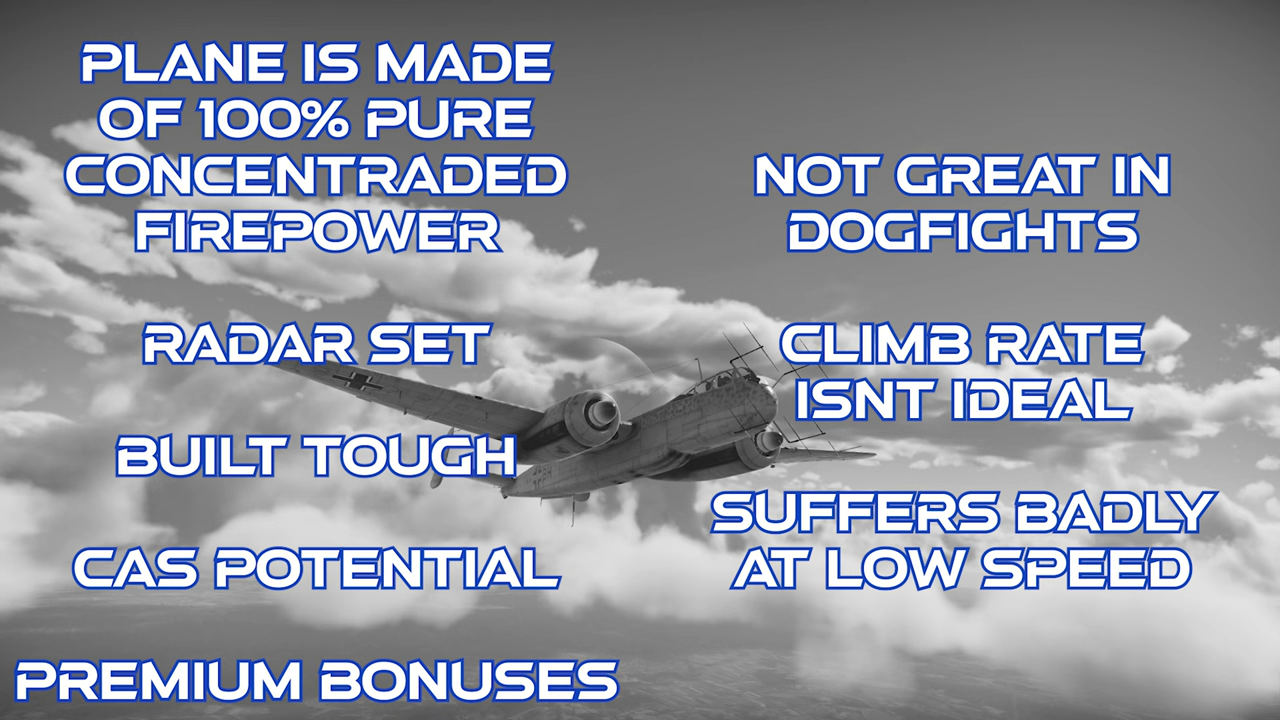 PLANE IS MADE
OF 100% PURE
CONCENTRADED
FIREPOWER
RADAR SET
BUILT TOUGH
CAS POTENTIAL
PREMIUM BONUSES
NOT GREAT IN
DOGFIGHTS
CLIMB RATE
ISNT IDEAL
SUFFERS BADLY
AT LOW SPEED